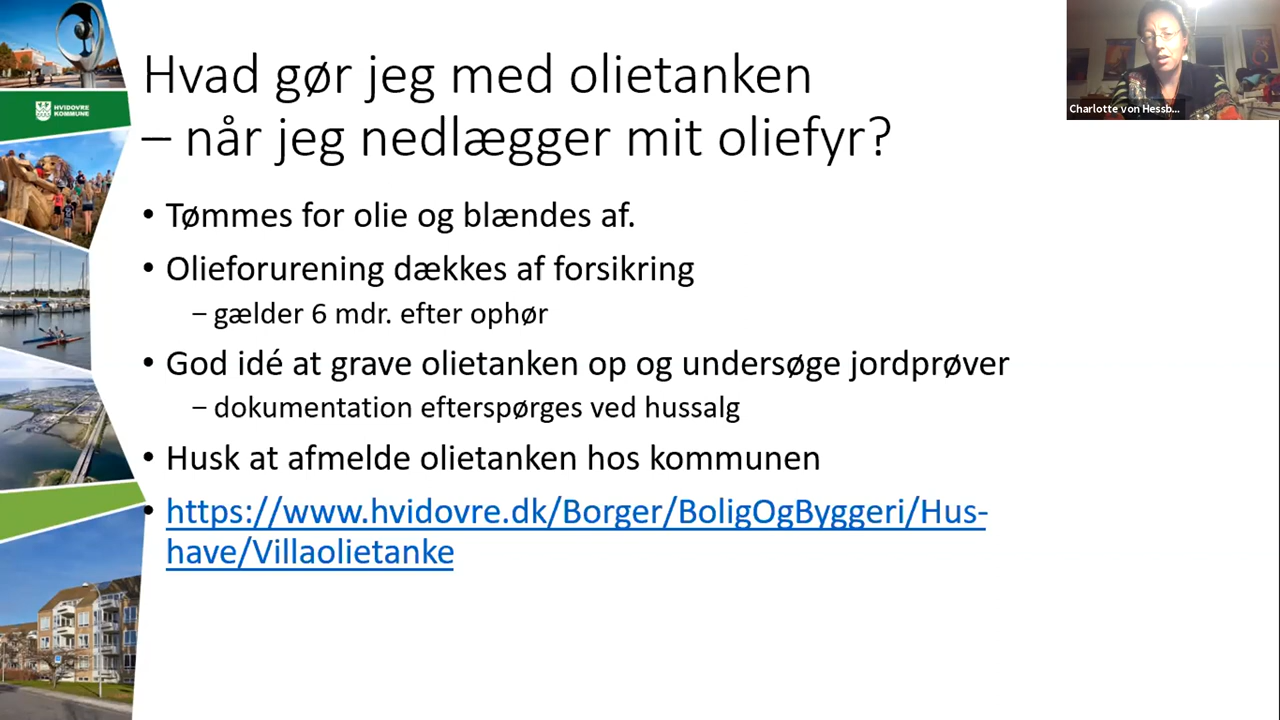 HVIDOVRE
KOMMUNE
Hvad gør jeg med olietanken
– når jeg nedlægger mit oliefyr?
• Tømmes for olie og blændes af.
• Olieforurening dækkes af forsikring
– gælder 6 mdr. efter ophør
• God idé at grave olietanken op og undersøge jordprøver
– dokumentation efterspørges ved hussalg
• Husk at afmelde olietanken hos kommunen
• https://www.hvidovre.dk/Borger/BoligOgByggeri/Hus-
have/Villaolietanke
Charlotte von Hessb...